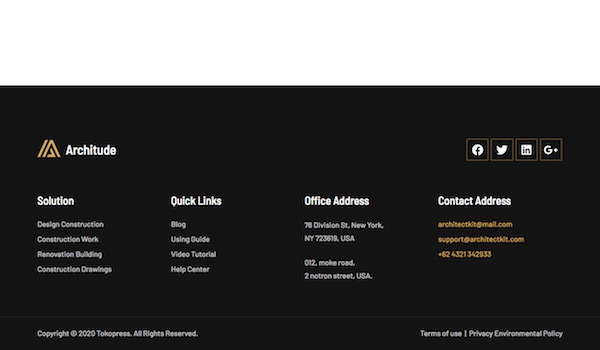 Architude
Solution
Design Construction
Construction Work
Renovation Building
Construction Drawings
Quick Links
Blog
Using Guide
Video Tutorial
Help Center
Office Address
76 Division St, New York,
NY 723619, USA
012, moke road,
2 notron street, USA.
Contact Address
architectkit@mail.com
support@architectkit.com
+62 4321 342933
Copyright © 2020 Tokopress. All Rights Reserved.
Terms of use | Privacy Environmental Policy